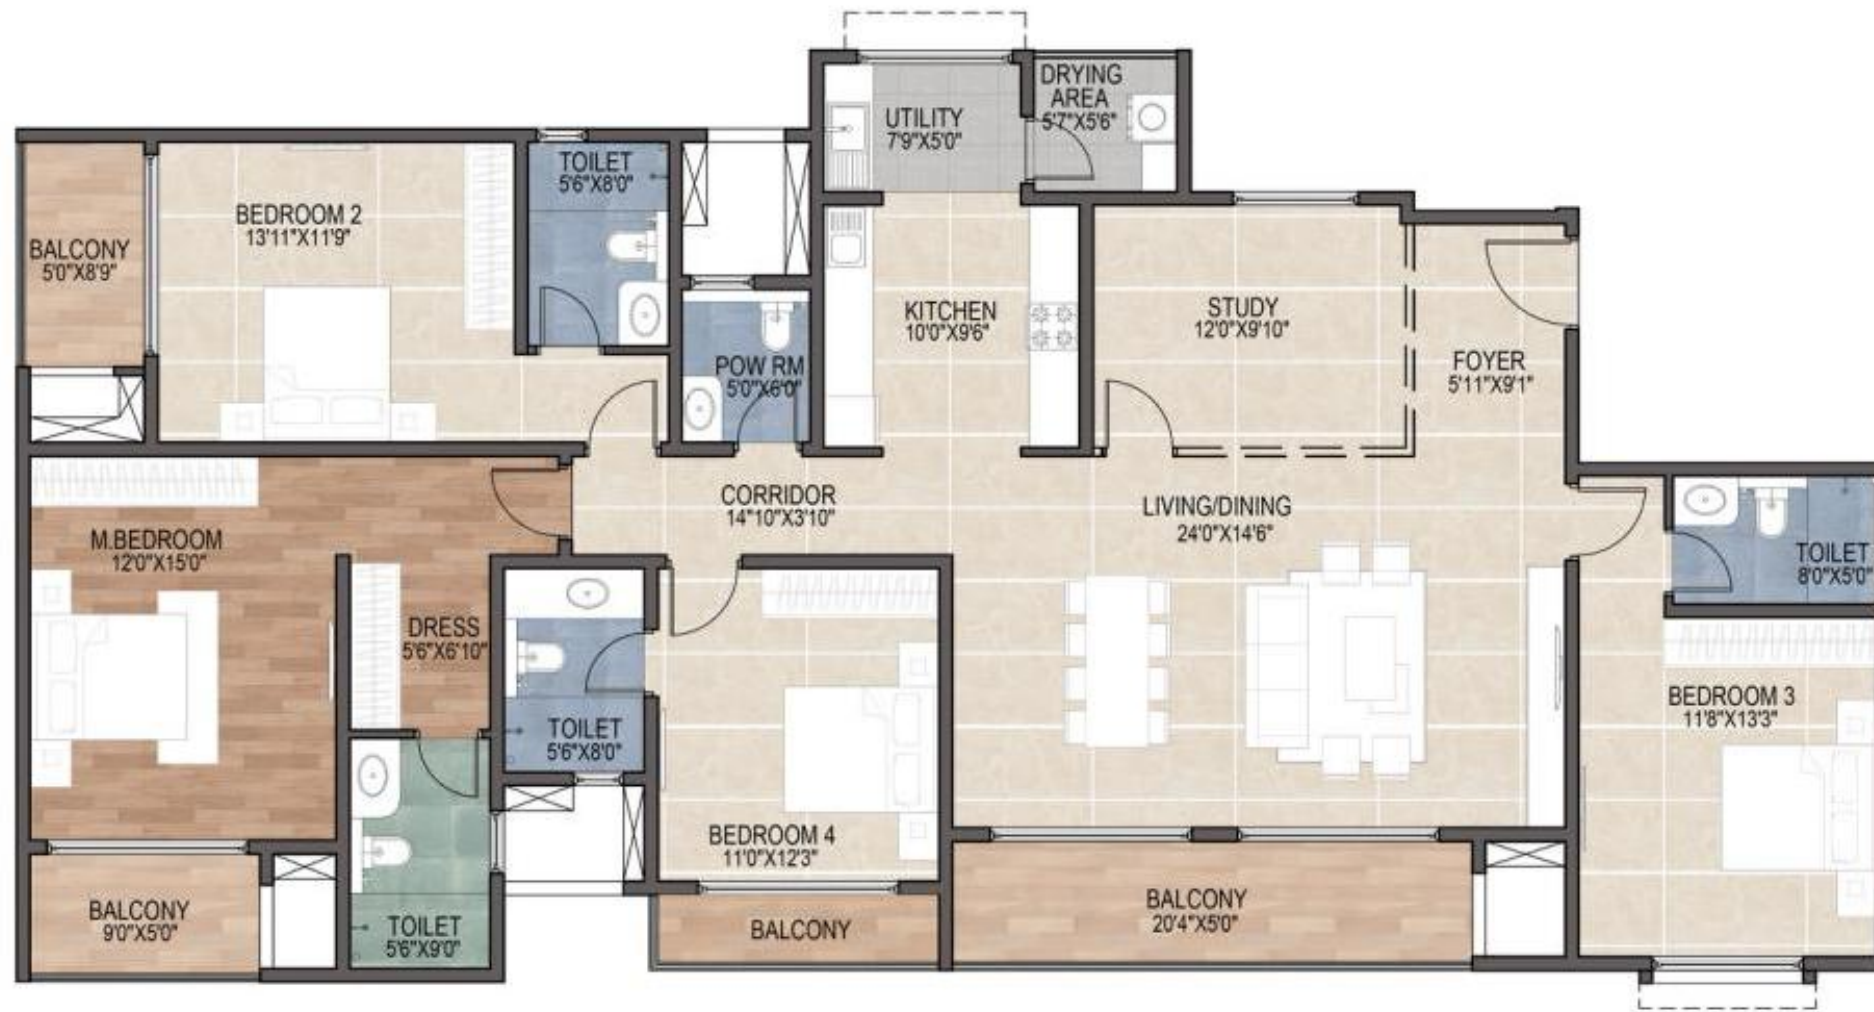 DRYING
AREA
5'7"X5'6"
UTILITY
7'9"X5'0"
TOILET
5'6"X8'0"
BEDROOM 2
13'11"X11'9"
BALCONY
5'0"X8'9"
KITCHEN
10'0"X9'6"
STUDY
12'0"X9'10"
POW RM
5'0"X6'0"
FOYER
5'11"X9'1"
CORRIDOR
14"10"X3'10"
LIVING/DINING
24'0"X14'6"
M.BEDROOM
12'0"X15'0"
TOILET
8'0"X5'0"
DRESS
5'6"X6'10"
BEDROOM 3
11'8"X13'3"
TOILET
5'6"X8'0"
BEDROOM 4
11'0"X12'3"
BALCONY
9'0"X5'0"
TOILET
5'6"X9'0"
BALCONY
BALCONY
20'4"X5'0"